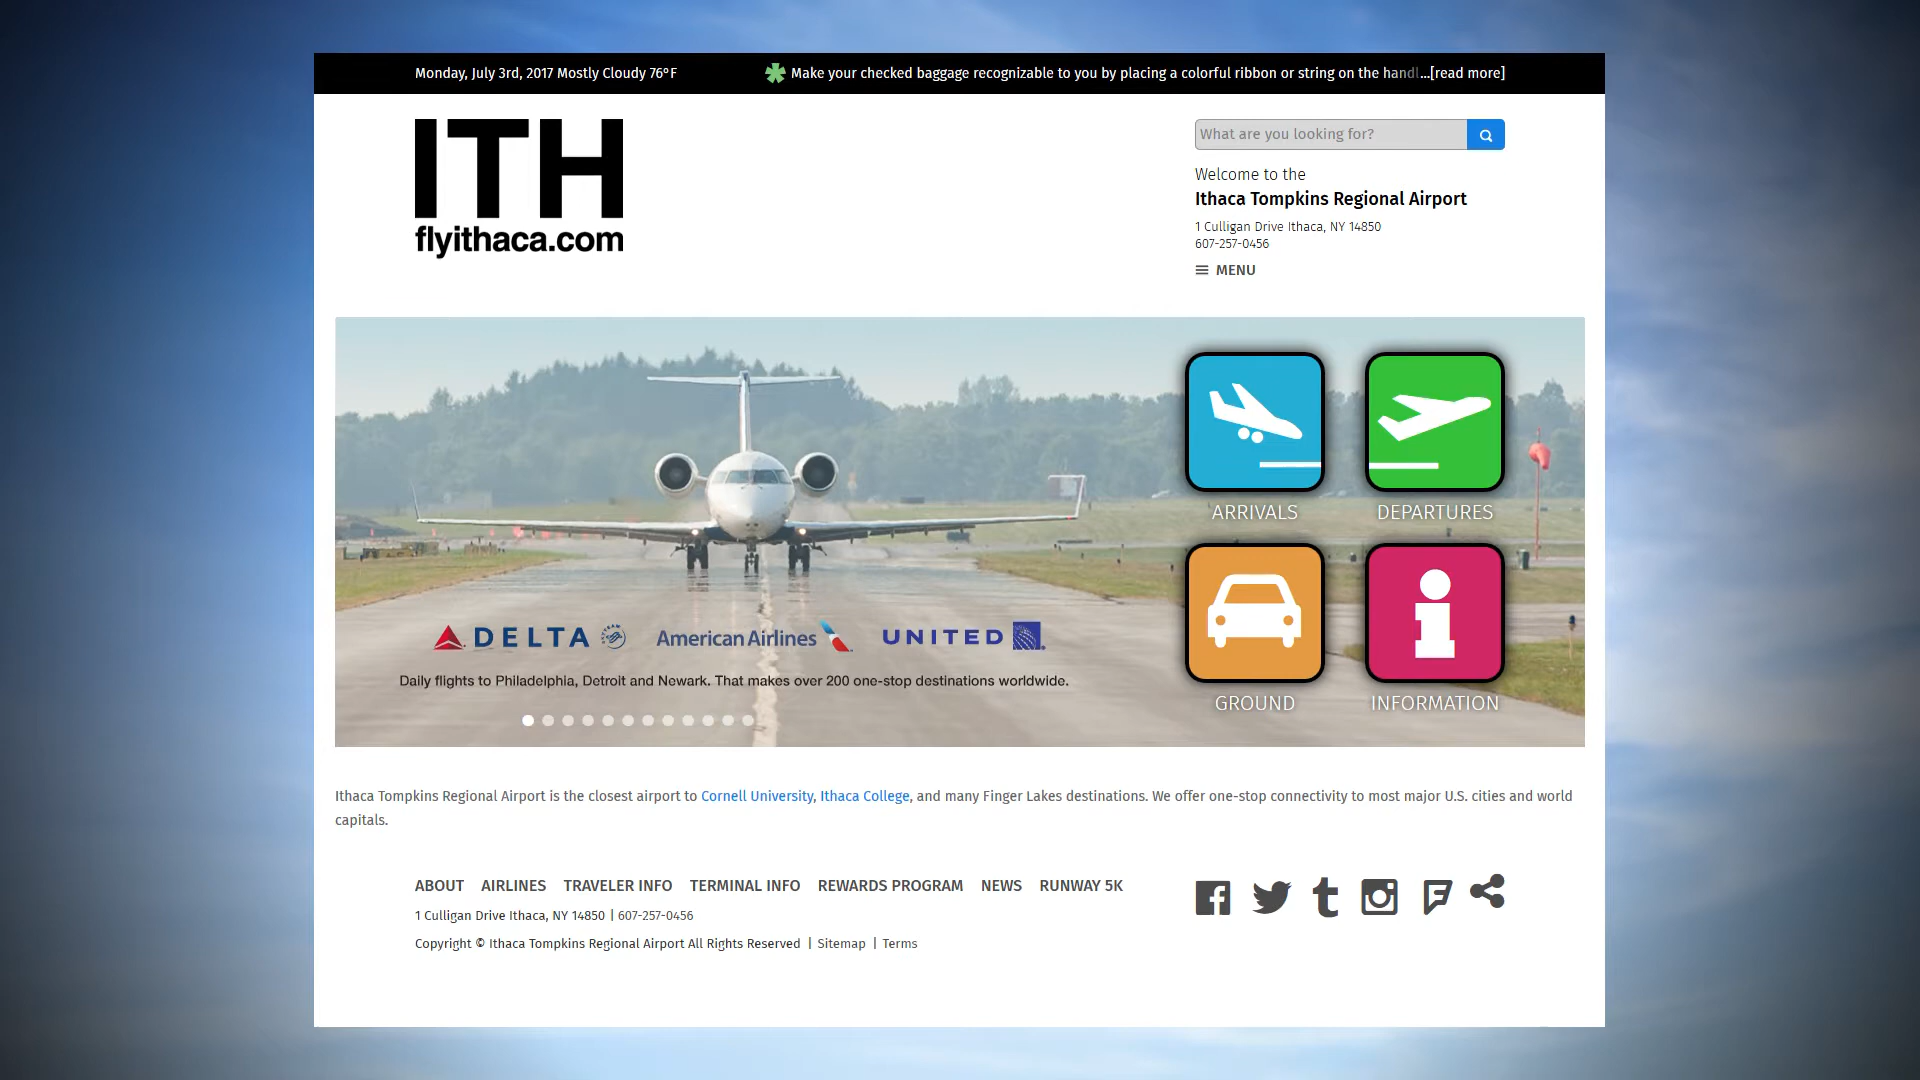 Monday, July 3rd, 2017 Mostly Cloudy 76°F
Make your checked baggage recognizable to you by placing a colorful ribbon or string on the handl...[read more]
ITH
flyithaca.com
What are you looking for?
Welcome to the
Ithaca Tompkins Regional Airport
1 Culligan Drive Ithaca, NY 14850
607-257-0456
MENU
ARRIVALS
DEPARTURES
GROUND
INFORMATION
DELTA
American Airlines
UNITED
Daily flights to Philadelphia, Detroit and Newark. That makes over 200 one-stop destinations worldwide.
Ithaca Tompkins Regional Airport is the closest airport to Cornell University, Ithaca College, and many Finger Lakes destinations. We offer one-stop connectivity to most major U.S. cities and world
capitals.
ABOUT AIRLINES TRAVELER INFO TERMINAL INFO REWARDS PROGRAM NEWS RUNWAY 5K
1 Culligan Drive Ithaca, NY 14850 | 607-257-0456
Copyright © Ithaca Tompkins Regional Airport All Rights Reserved | Sitemap | Terms